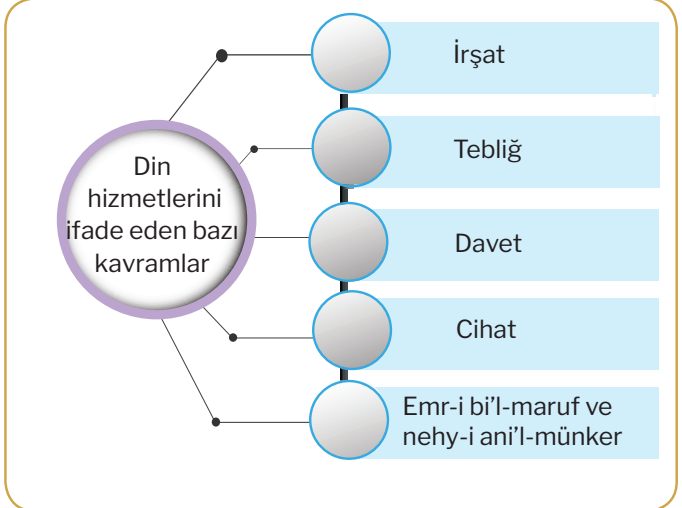 Din
hizmetlerini
ifade eden bazı
kavramlar
İrşat
Tebliğ
Davet
Cihat
Emr-i bi’l-maruf ve
nehy-i ani’l-münker